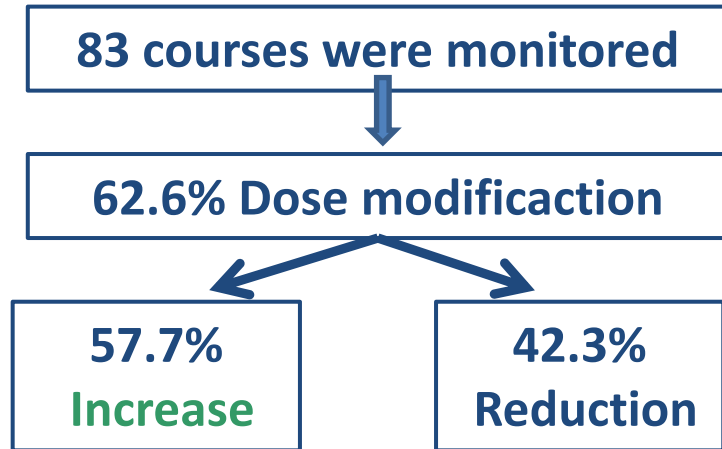 83 courses were monitored
62.6% Dose modificaction
57.7%
Increase
42.3%
Reduction